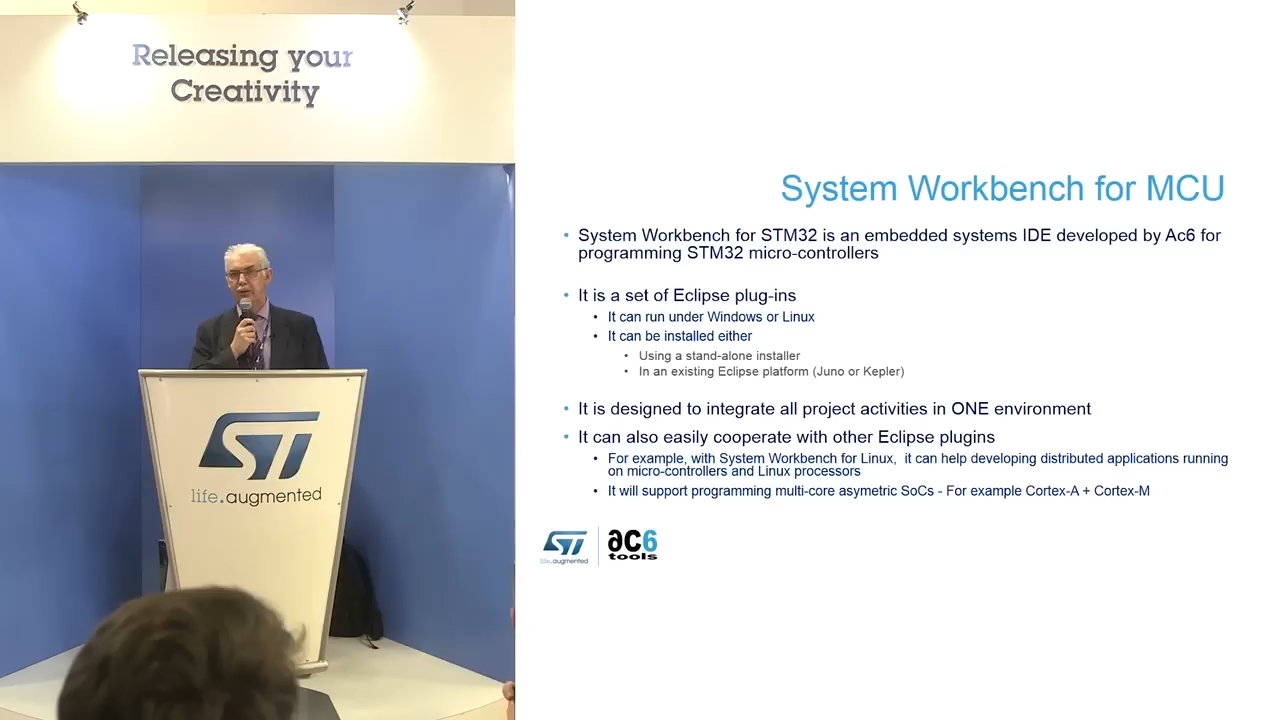 Releasing your
Creativity
life.augmented
System Workbench for MCU
• System Workbench for STM32 is an embedded systems IDE developed by Ac6 for
programming STM32 micro-controllers
• It is a set of Eclipse plug-ins
• It can run under Windows or Linux
• It can be installed either
• Using a stand-alone installer
• In an existing Eclipse platform (Juno or Kepler)
• It is designed to integrate all project activities in ONE environment
• It can also easily cooperate with other Eclipse plugins
• For example, with System Workbench for Linux, it can help developing distributed applications running
on micro-controllers and Linux processors
• It will support programming multi-core asymetric SoCs - For example Cortex-A + Cortex-M
ST
life.augmented
ac6
tools